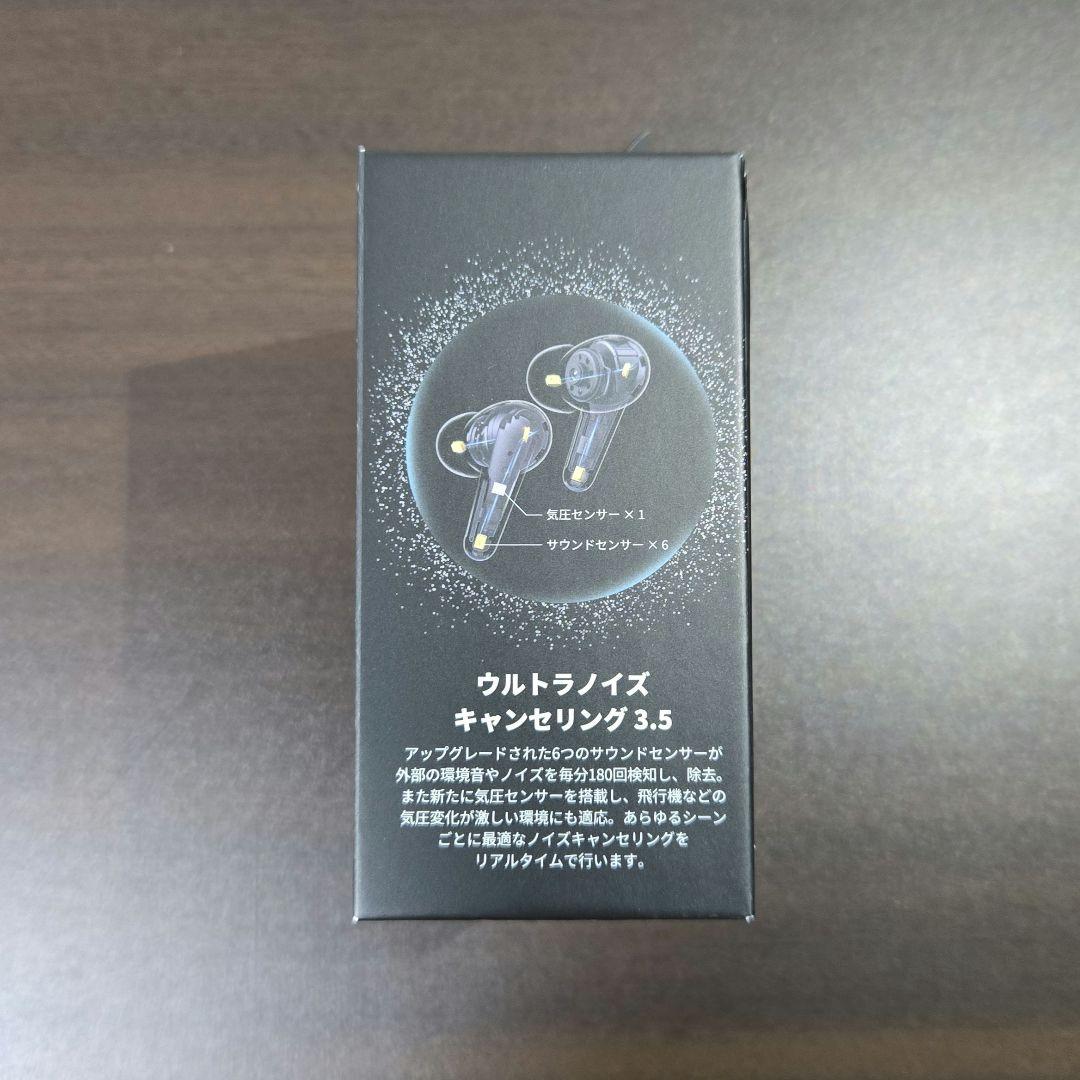 気圧センサー×1
サウンドセンサー×6
ウルトラノイズ
キャンセリング 3.5
アップグレードされた6つのサウンドセンサーが
外部の環境音やノイズを毎分180回検知し、除去。
また新たに気圧センサーを搭載し、飛行機などの
気圧変化が激しい環境にも適応。あらゆるシーン
ごとに最適なノイズキャンセリングを
リアルタイムで行います。